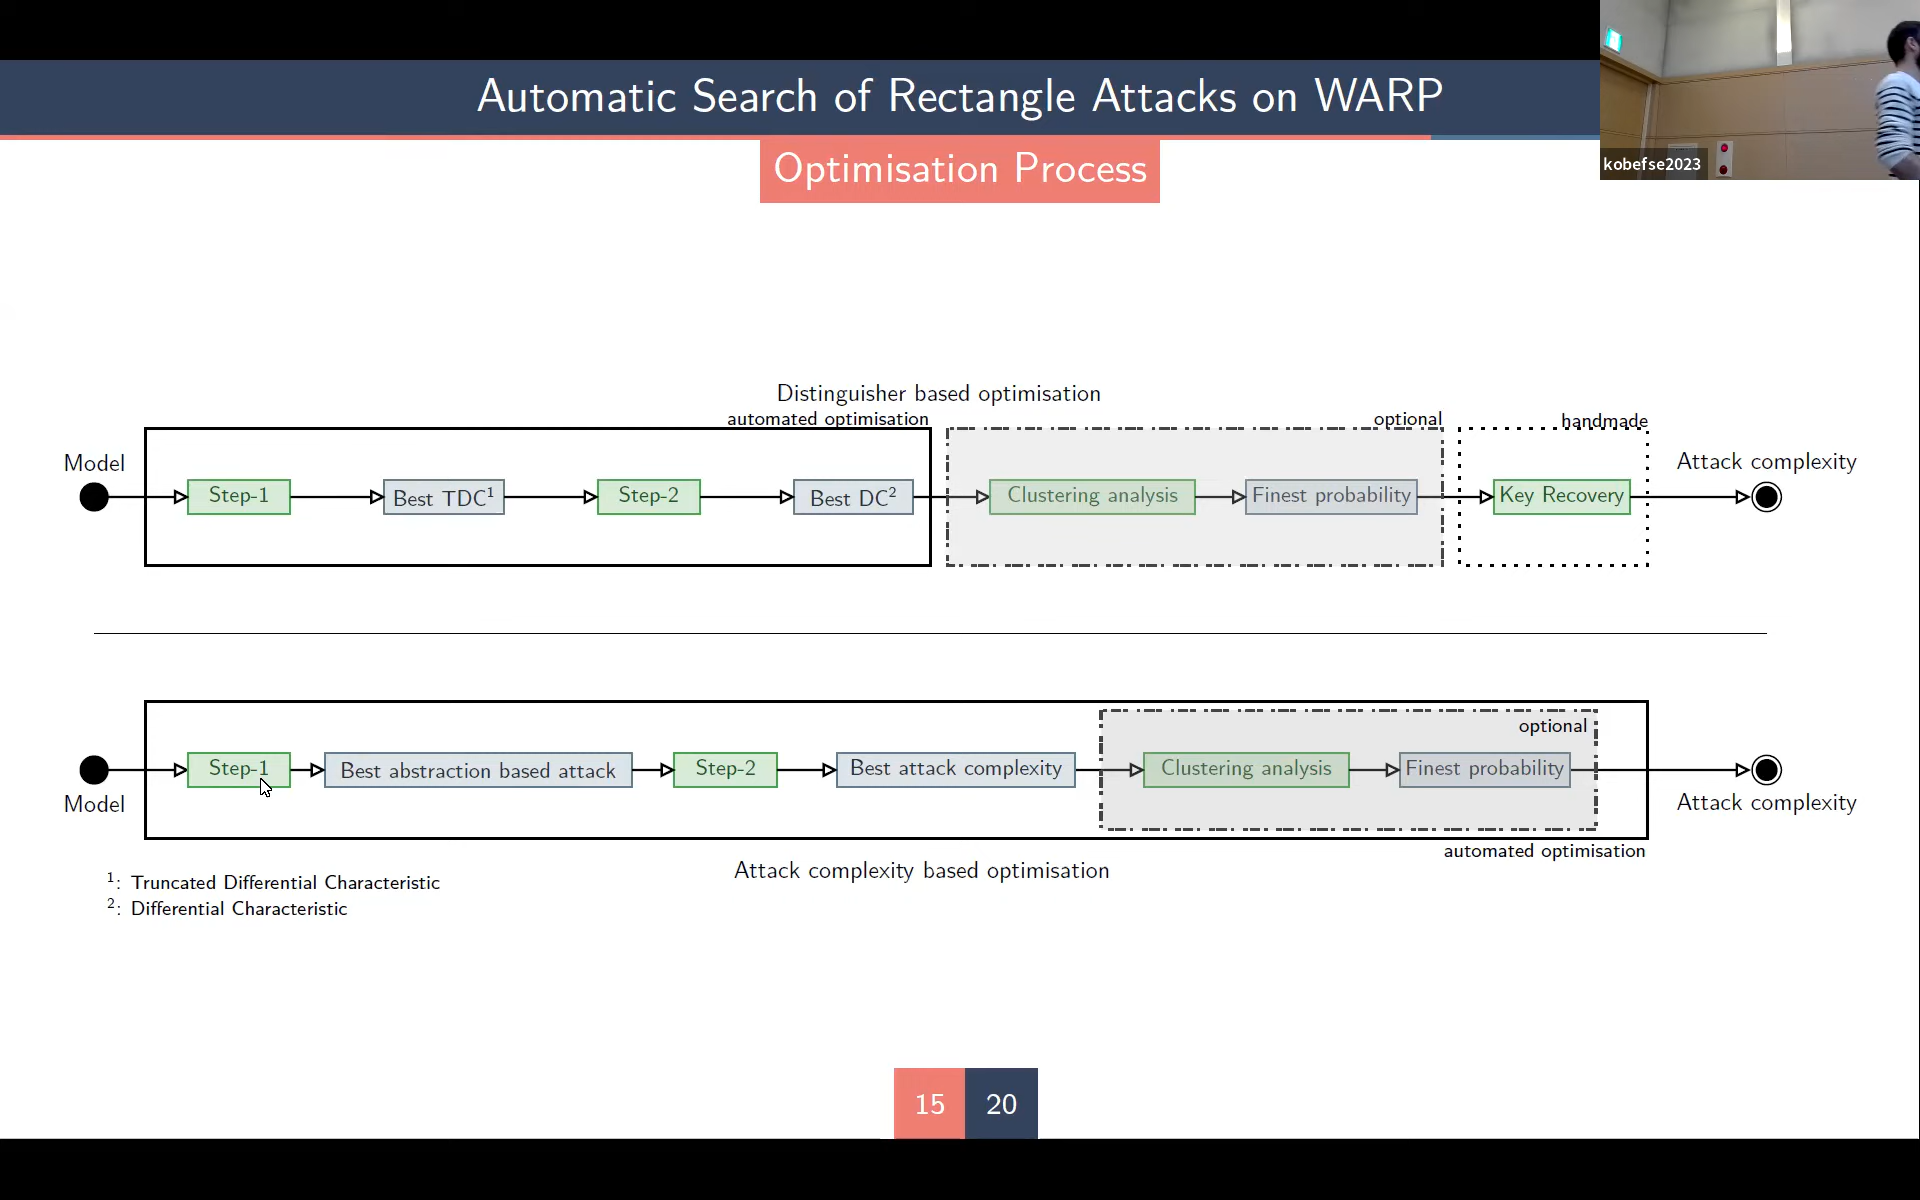 Automatic Search of Rectangle Attacks on WARP
kobefse2023
Optimisation Process
Distinguisher based optimisation
automated optimisation
optional
handmade
Model
Attack complexity
Step-1
Best TDC¹
Step-2
Best DC²
Clustering analysis
Finest probability
Key Recovery
optional
Step-1
Best abstraction based attack
Step-2
Best attack complexity
Clustering analysis
Finest probability
Model
Attack complexity
automated optimisation
Attack complexity based optimisation
¹: Truncated Differential Characteristic
²: Differential Characteristic
15 20